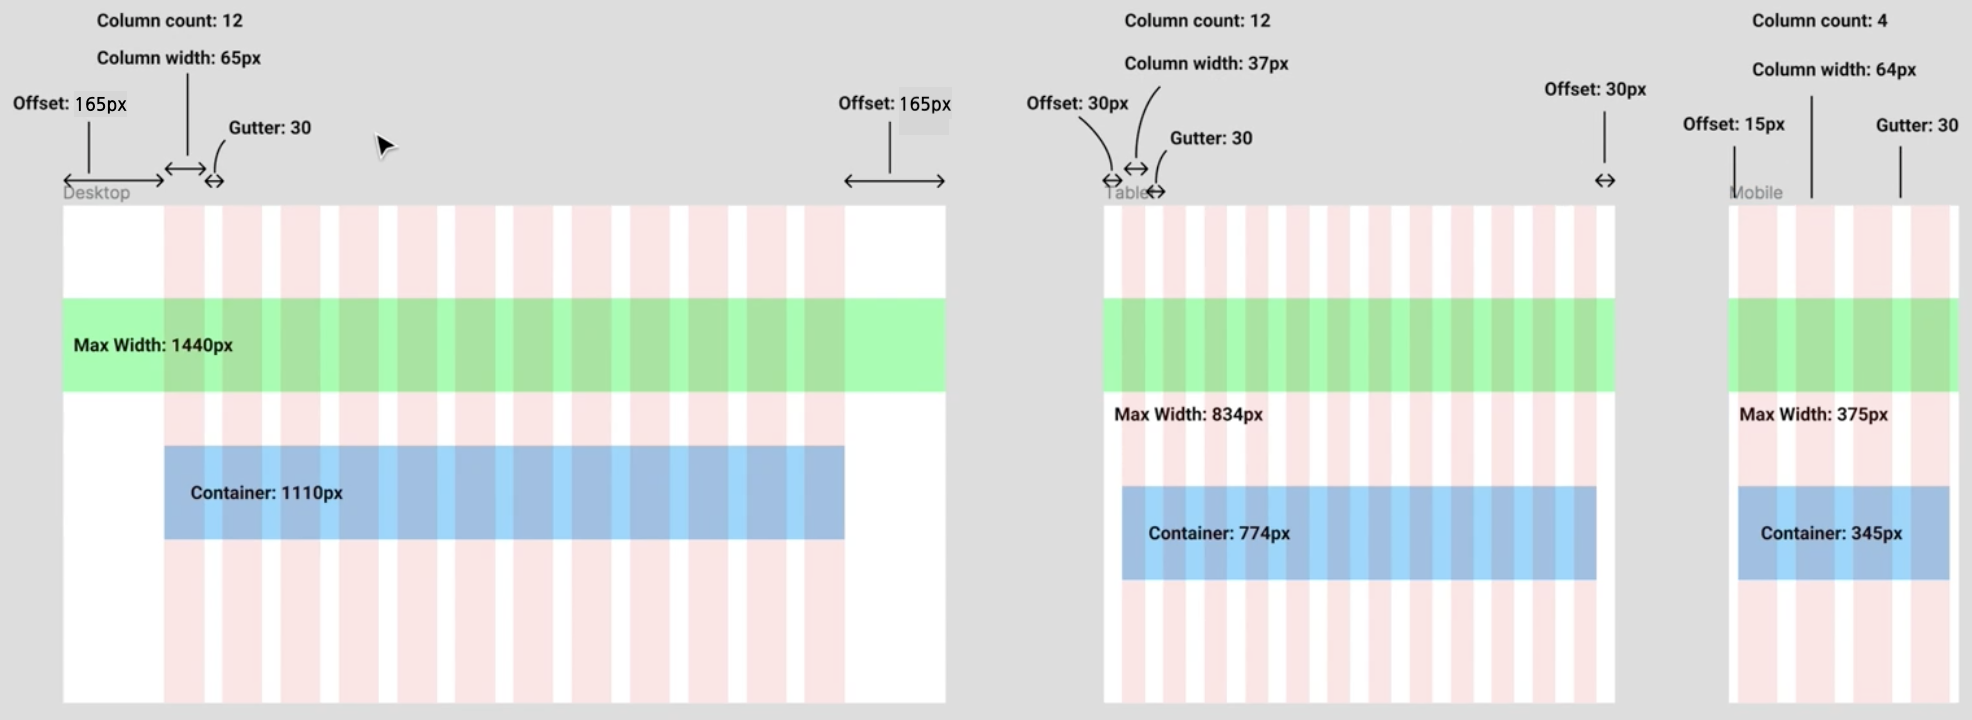 Column count: 12
Column width: 65px
Offset: 165px
Gutter: 30
Offset: 165px
Desktop
Max Width: 1440px
Container: 1110px
Column count: 12
Column width: 37px
Offset: 30px
Gutter: 30
Offset: 30px
Table
Max Width: 834px
Container: 774px
Column count: 4
Column width: 64px
Offset: 15px
Gutter: 30
Mobile
Max Width: 375px
Container: 345px